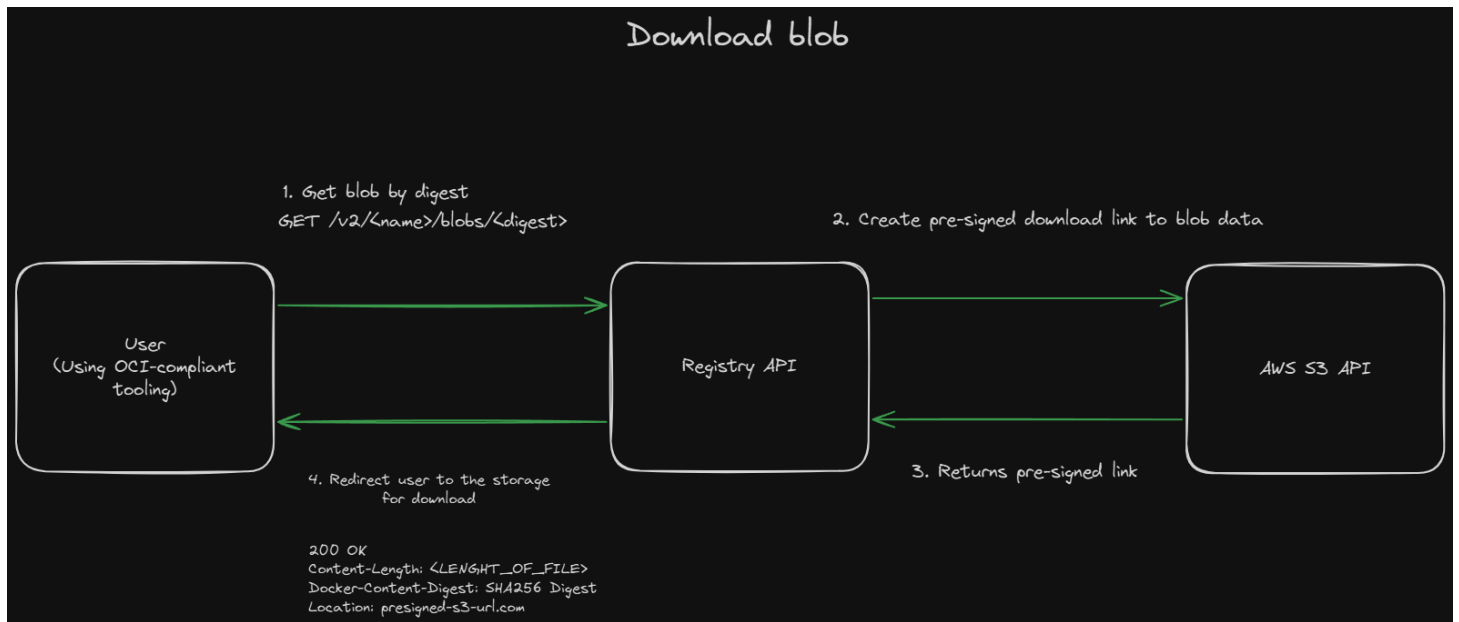 Download blob
1. Get blob by digest
GET /v2/<name>/blobs/<digest>
2. Create pre-signed download link to blob data
User
(Using OCI-compliant
tooling)
Registry API
AWS S3 API
3. Returns pre-signed link
4. Redirect user to the storage
for download
200 OK
Content-Length: <LENGHT_OF_FILE>
Docker-Content-Digest: SHA256 Digest
Location: presigned-s3-url.com